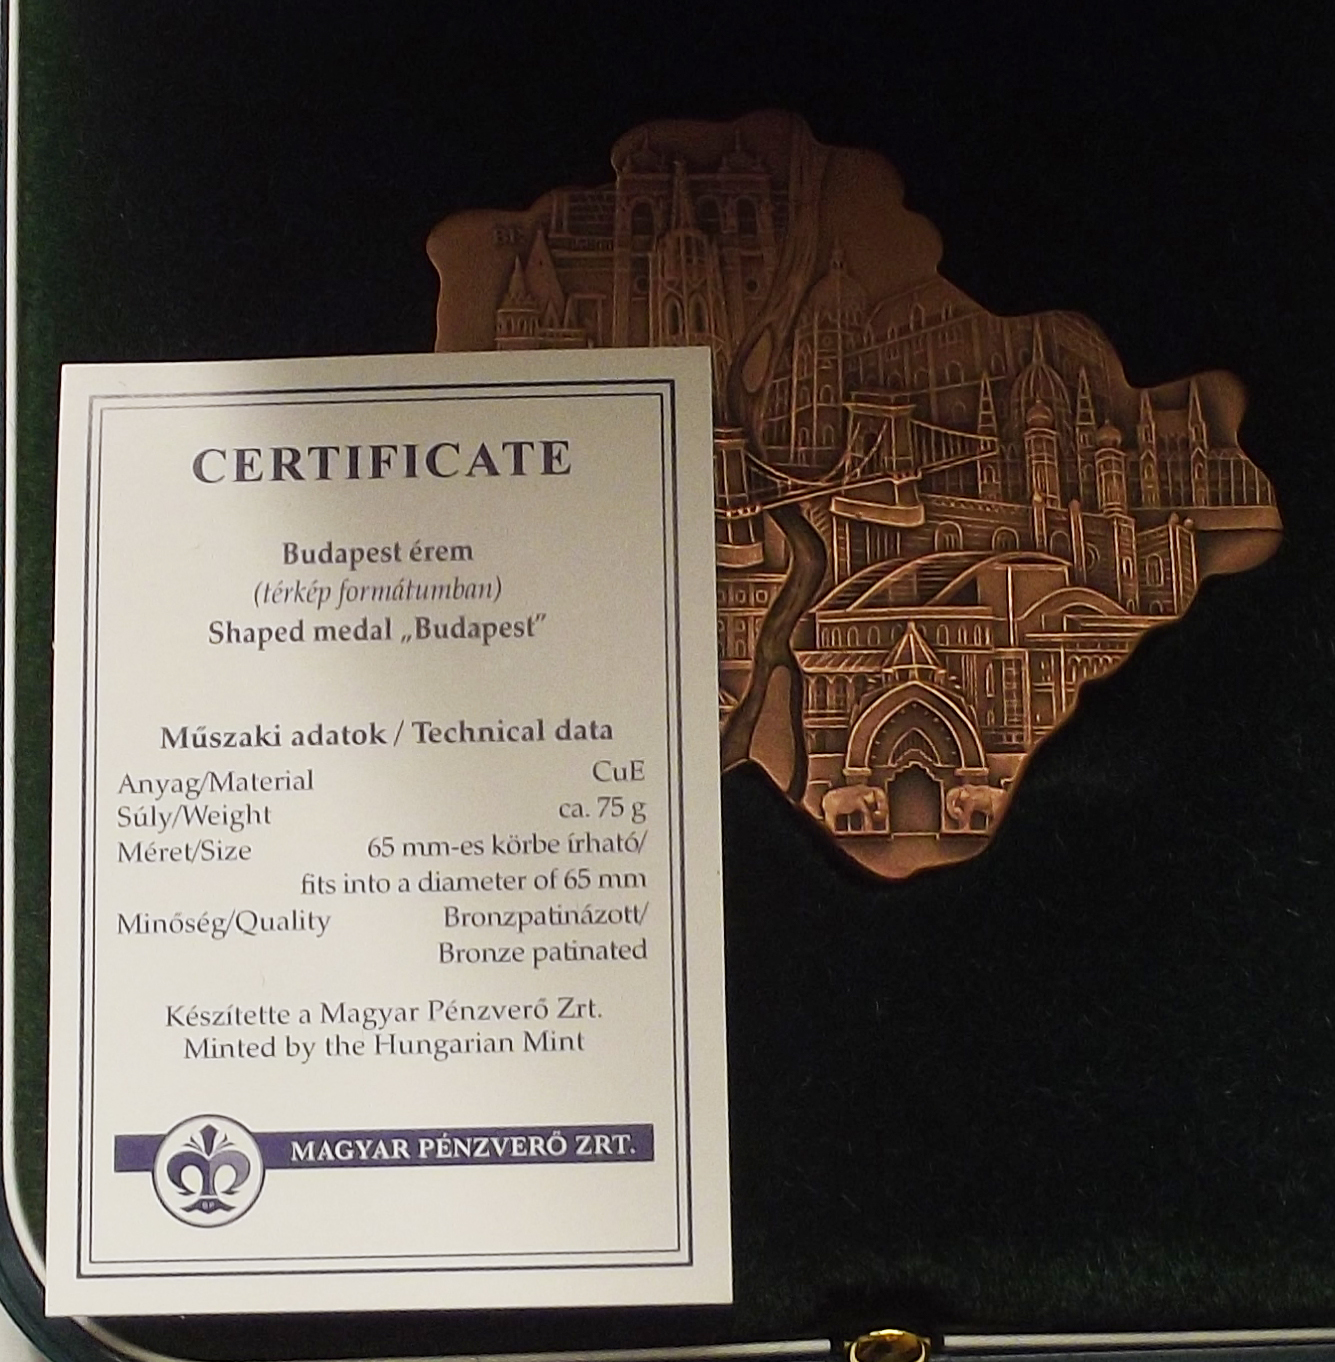 CERTIFICATE
Budapest érem
(térkép formátumban)
Shaped medal „Budapest”
Műszaki adatok / Technical data
Anyag/Material CuE
Súly/Weight ca. 75 g
Méret/Size 65 mm-es körbe írható/
fits into a diameter of 65 mm
Minőség/Quality Bronzpatinázott/
Bronze patinated
Készítette a Magyar Pénzverő Zrt.
Minted by the Hungarian Mint
MAGYAR PÉNZVERŐ ZRT.
BP